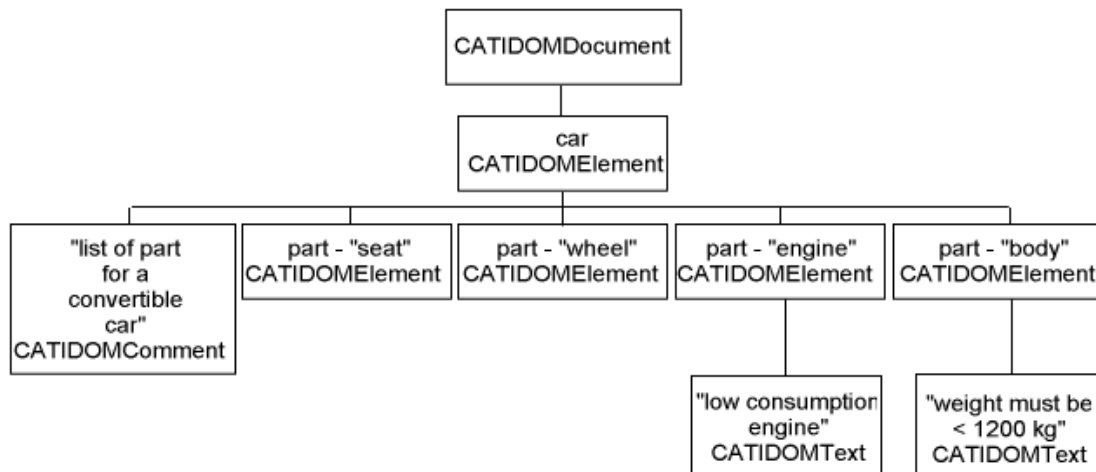 CATIDOMDocument
car
CATIDOMElement
"list of part
for a
convertible
car"
CATIDOMComment
part - "seat"
CATIDOMElement
part - "wheel"
CATIDOMElement
part - "engine"
CATIDOMElement
part - "body"
CATIDOMElement
"low consumption
engine"
CATIDOMText
"weight must be
< 1200 kg"
CATIDOMText